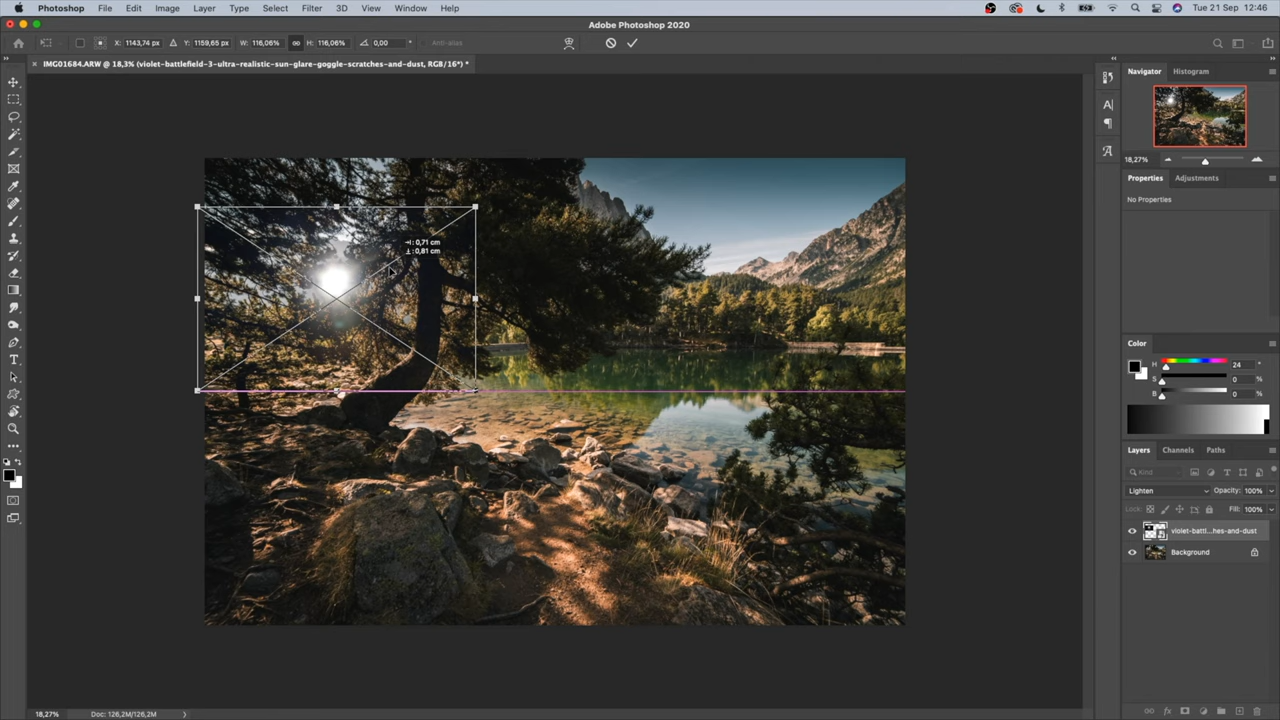 Photoshop File Edit Image Layer Type Select Filter 3D View Window Help Tue 21 Sep 12:46
Adobe Photoshop 2020
X: 1143,74 px Y: 1159,65 px W: 116,06% H: 116,06% 0,00 ° Anti-alias
× IMG01684.ARW @ 18,3% (violet-battlefield-3-ultra-realistic-sun-glare-goggle-scratches-and-dust, RGB/16*) *
Navigator Histogram
18,27%
Properties Adjustments
No Properties
: 0,71 cm
: 0,81 cm
Color
H 24 °
S 0 %
B 0 %
Layers Channels Paths
Kind
Lighten Opacity: 100%
Lock: Fill: 100%
violet-battl...hes-and-dust
Background
18,27% Doc: 126,2M/126,2M